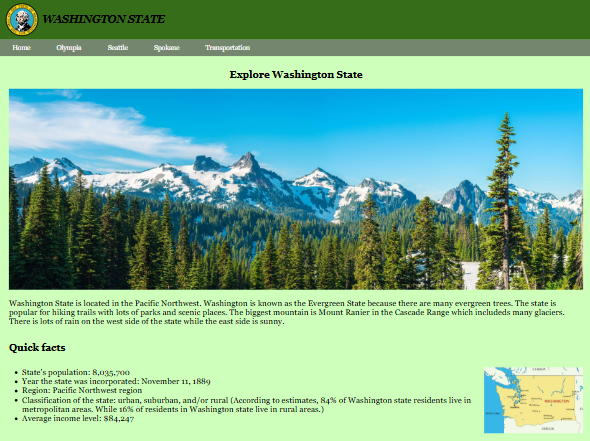 WASHINGTON STATE
Home Olympia Seattle Spokane Transportation
Explore Washington State
Washington State is located in the Pacific Northwest. Washington is known as the Evergreen State because there are many evergreen trees. The state is
popular for hiking trails with lots of parks and scenic places. The biggest mountain is Mount Ranier in the Cascade Range which includeds many glaciers.
There is lots of rain on the west side of the state while the east side is sunny.
Quick facts
State's population: 8,035,700
Year the state was incorporated: November 11, 1889
Region: Pacific Northwest region
Classification of the state: urban, suburban, and/or rural (According to estimates, 84% of Washington state residents live in
metropolitan areas. While 16% of residents in Washington state live in rural areas.)
Average income level: $84,247
WASHINGTON